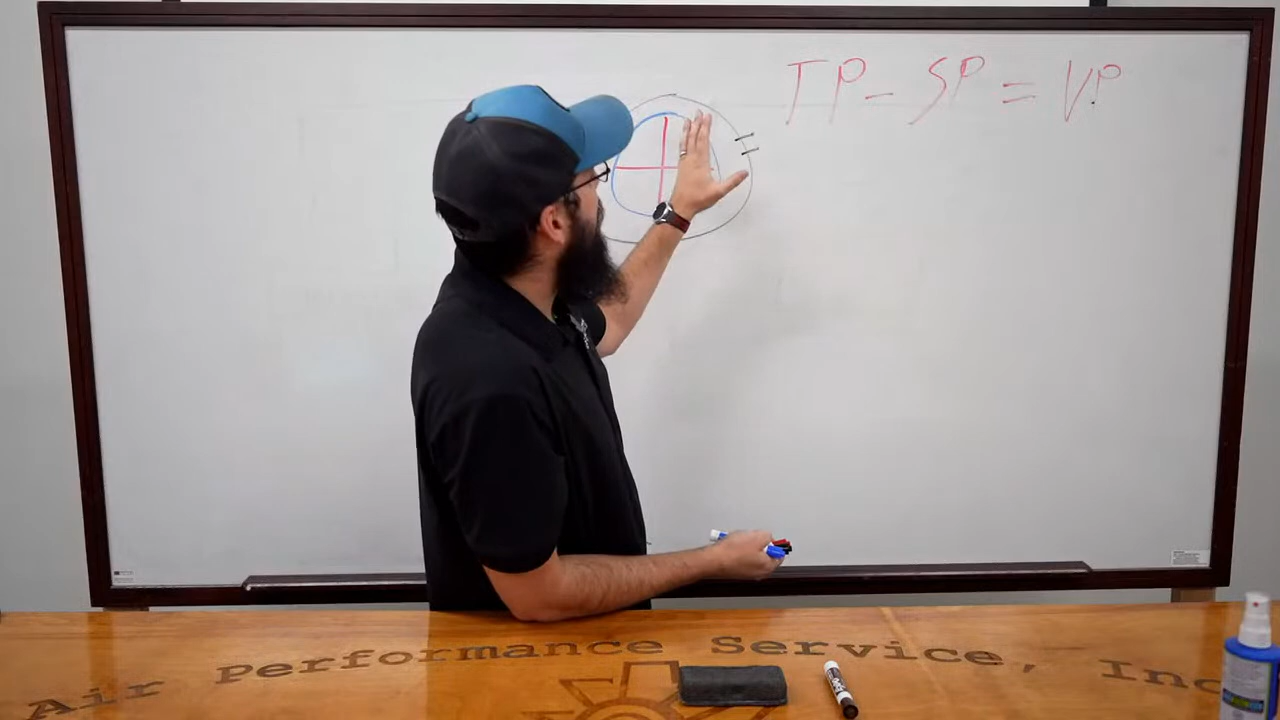 TP - SP = VP
Air Performance Service, Inc